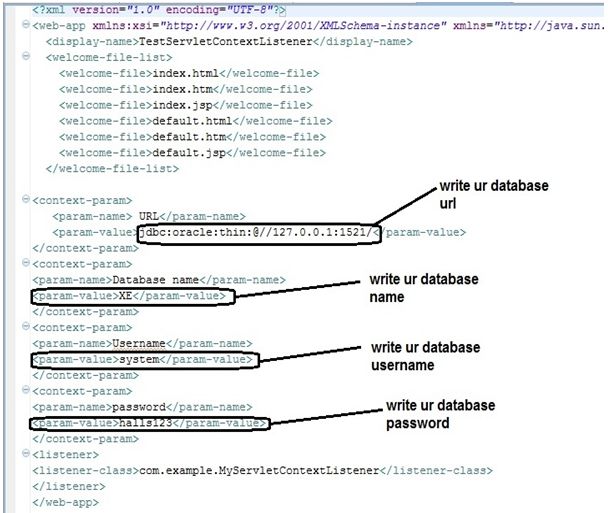 <?xml version="1.0" encoding="UTF-8"?>
<web-app xmlns:xsi="http://www.w3.org/2001/XMLSchema-instance" xmlns="http://java.sun.
<display-name>TestServletContextListener</display-name>
<welcome-file-list>
<welcome-file>index.html</welcome-file>
<welcome-file>index.htm</welcome-file>
<welcome-file>index.jsp</welcome-file>
<welcome-file>default.html</welcome-file>
<welcome-file>default.htm</welcome-file>
<welcome-file>default.jsp</welcome-file>
</welcome-file-list>
<context-param>
write ur database
url
<param-name> URL</param-name>
<param-value>jdbc:oracle:thin:@//127.0.0.1:1521/</param-value>
</context-param>
<context-param>
<param-name>Database name</param-name>
write ur database
name
<param-value>XE</param-value>
</context-param>
<context-param>
<param-name>Username</param-name>
write ur database
username
<param-value>system</param-value>
</context-param>
<context-param>
<param-name>password</param-name>
write ur database
password
<param-value>halls123</param-value>
</context-param>
<listener>
<listener-class>com.example.MyServletContextListener</listener-class>
</listener>
</web-app>